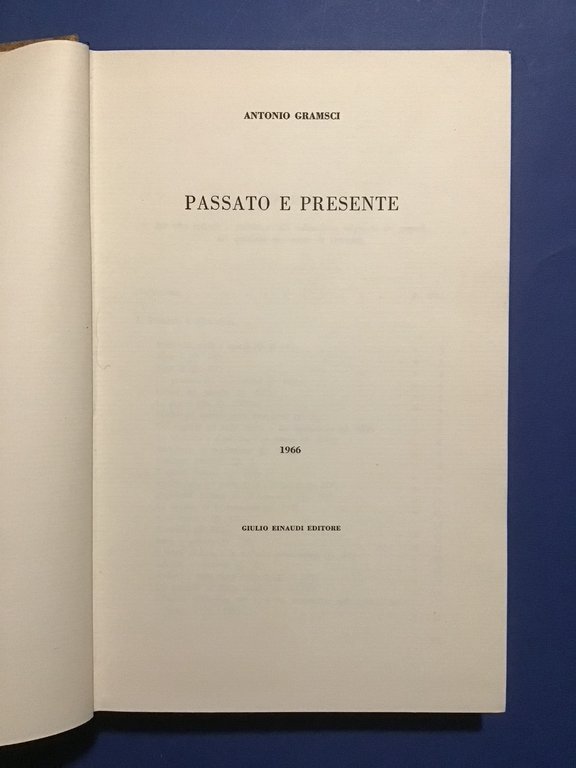 ANTONIO GRAMSCI
PASSATO E PRESENTE
1966
GIULIO EINAUDI EDITORE